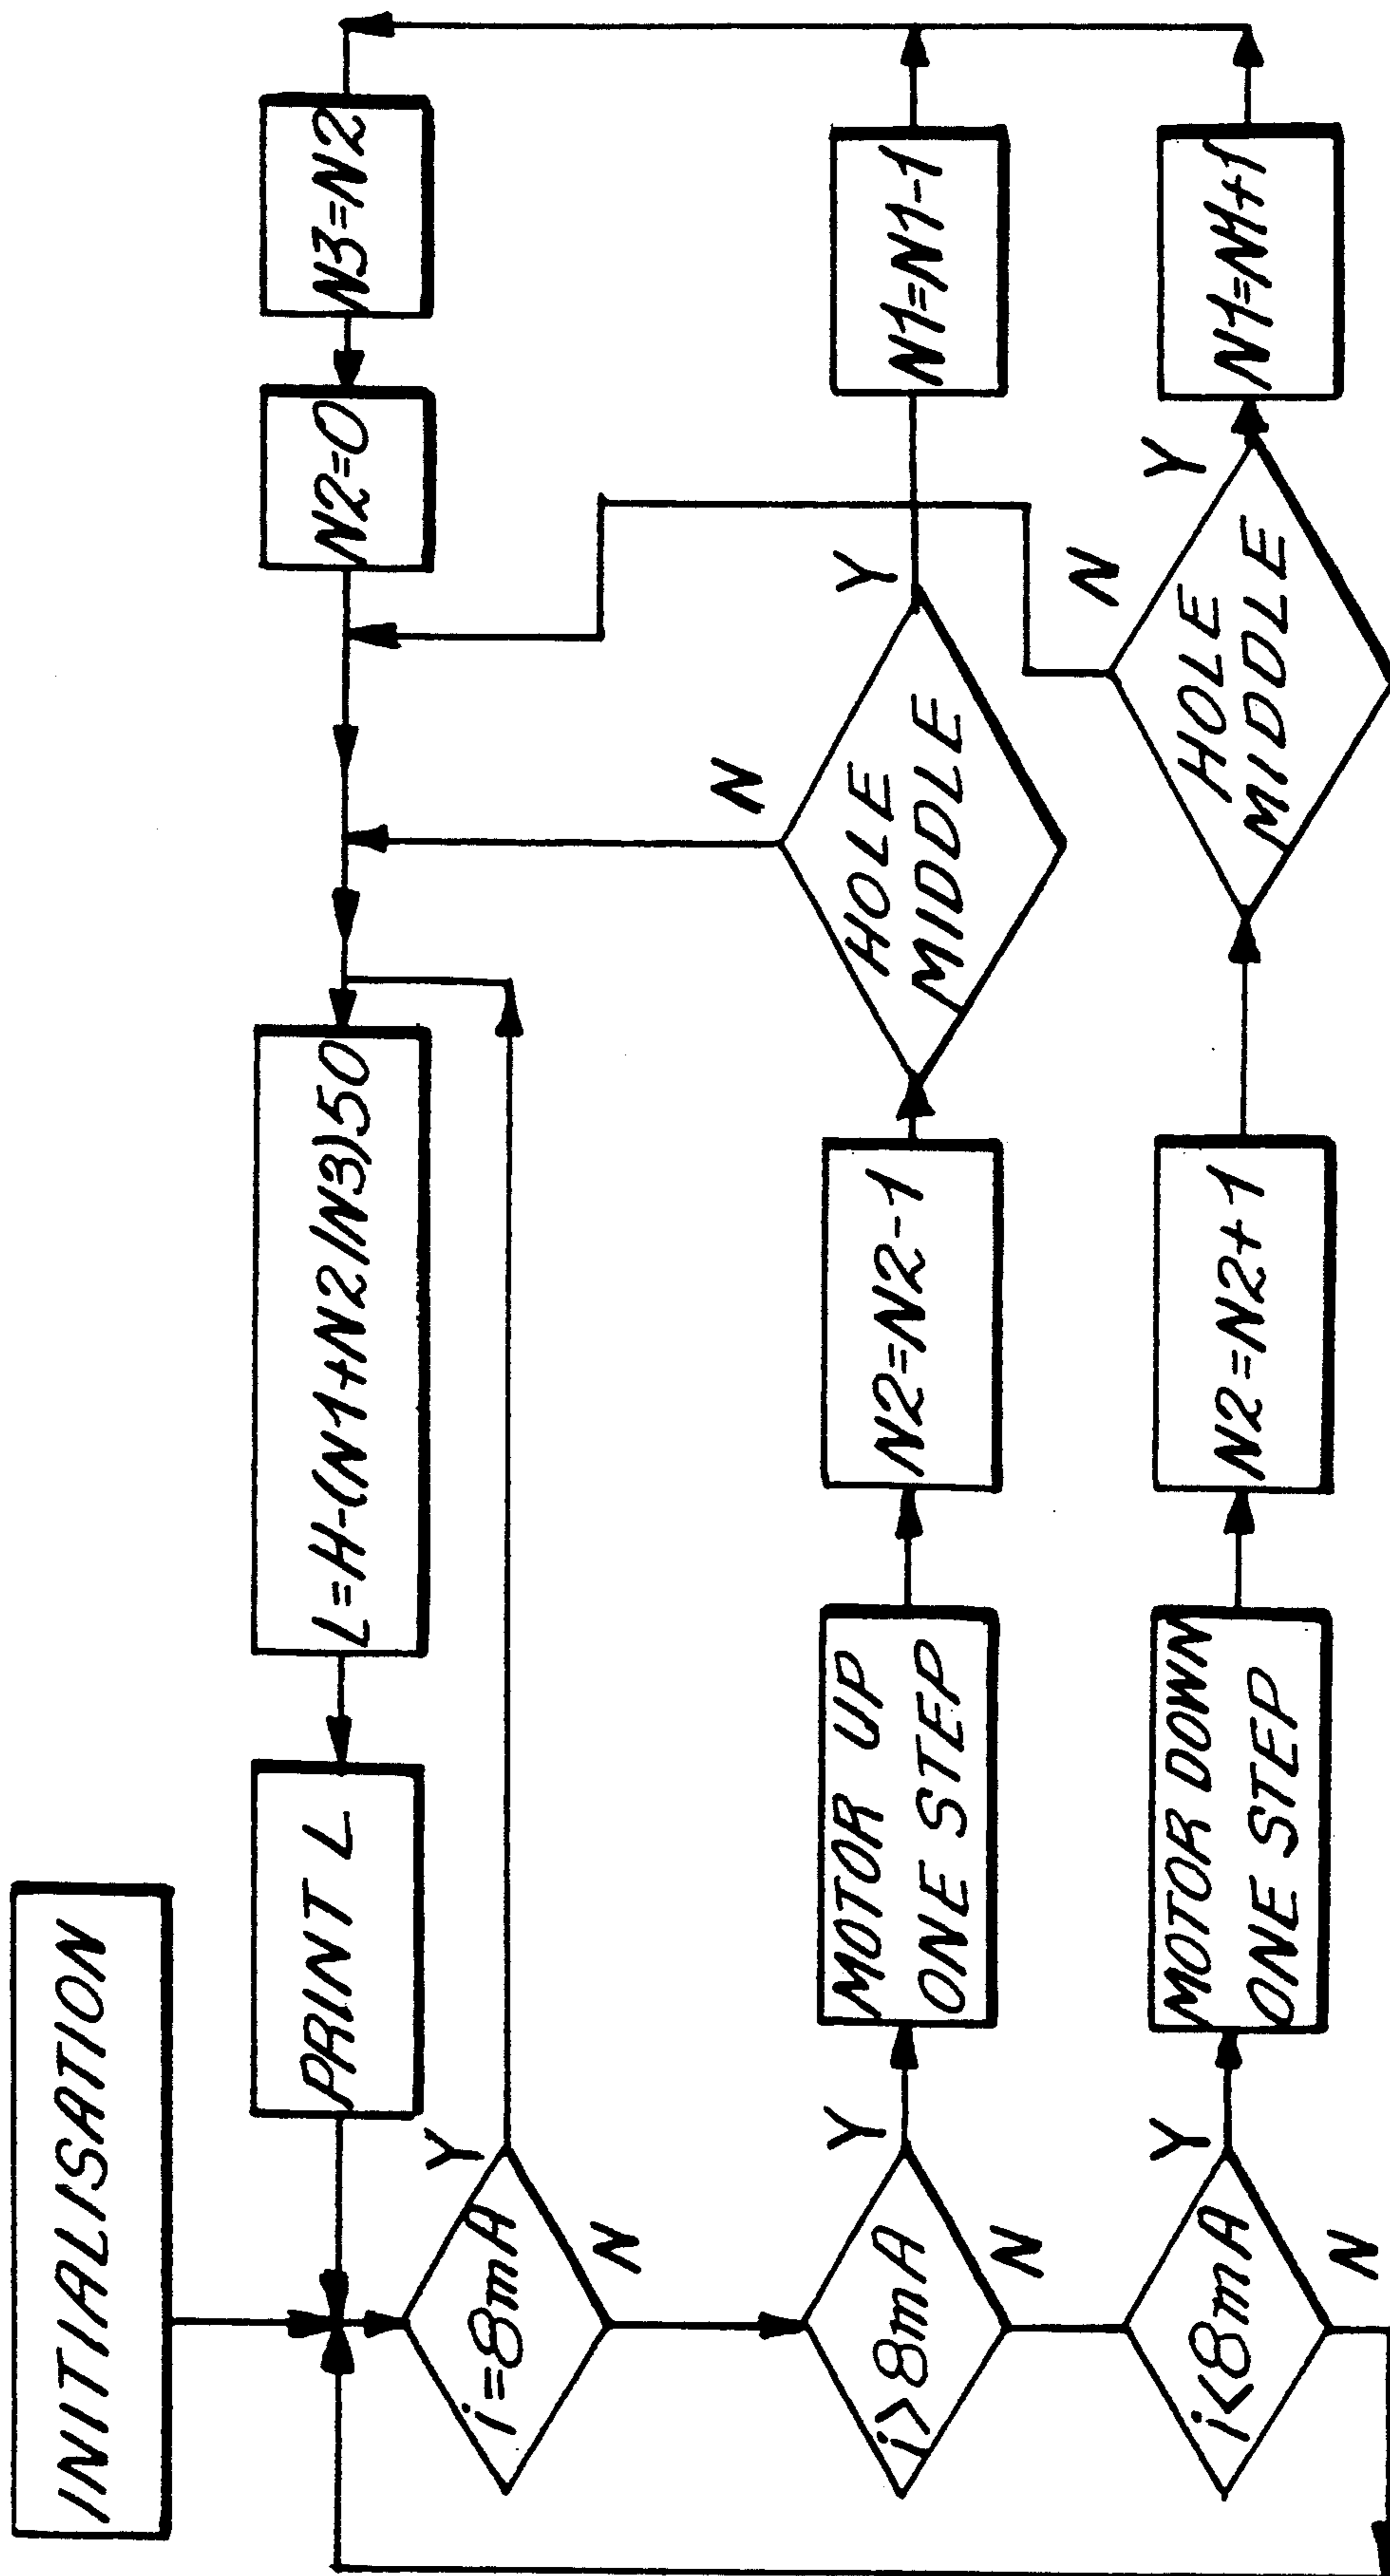 INITIALISATION
PRINT L
L=H-(N1+N2/N3)50
N2=0
N3=N2
i=8mA
Y
N
i>8mA
Y
N
MOTOR UP
ONE STEP
N2=N2-1
HOLE
MIDDLE
N
Y
N1=N1-1
i<8mA
Y
N
MOTOR DOWN
ONE STEP
N2=N2+1
HOLE
MIDDLE
N
Y
N1=N1+1